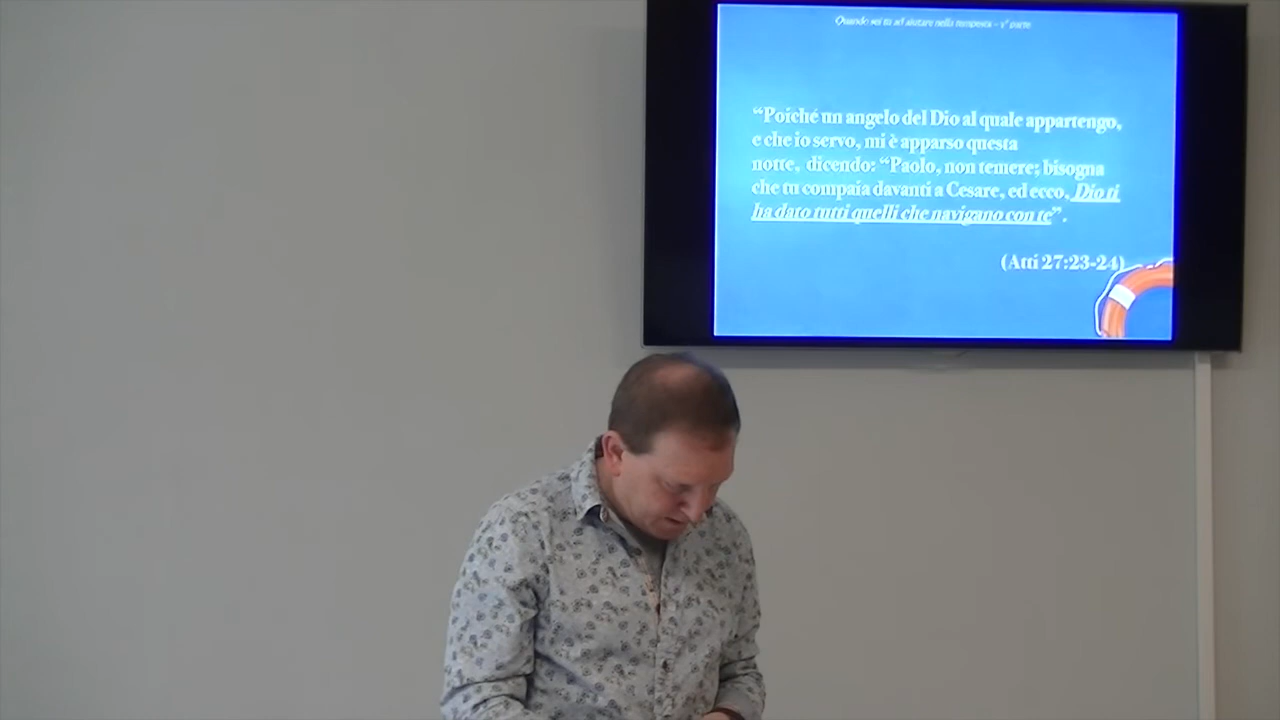 Quando sei tu ad aiutare nella tempesta – 1° parte
“Poiché un angelo del Dio al quale appartengo,
e che io servo, mi è apparso questa
notte, dicendo: “Paolo, non temere; bisogna
che tu compaia davanti a Cesare, ed ecco, Dio ti
ha dato tutti quelli che navigano con te”.
(Atti 27:23-24)